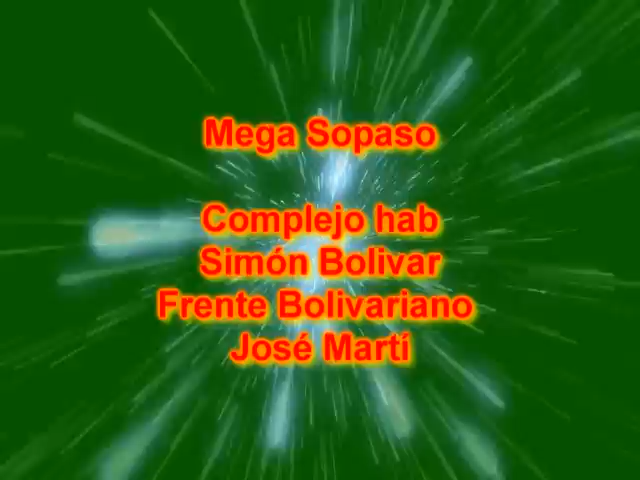 Mega Sopaso
Complejo hab
Simón Bolivar
Frente Bolivariano
José Martí